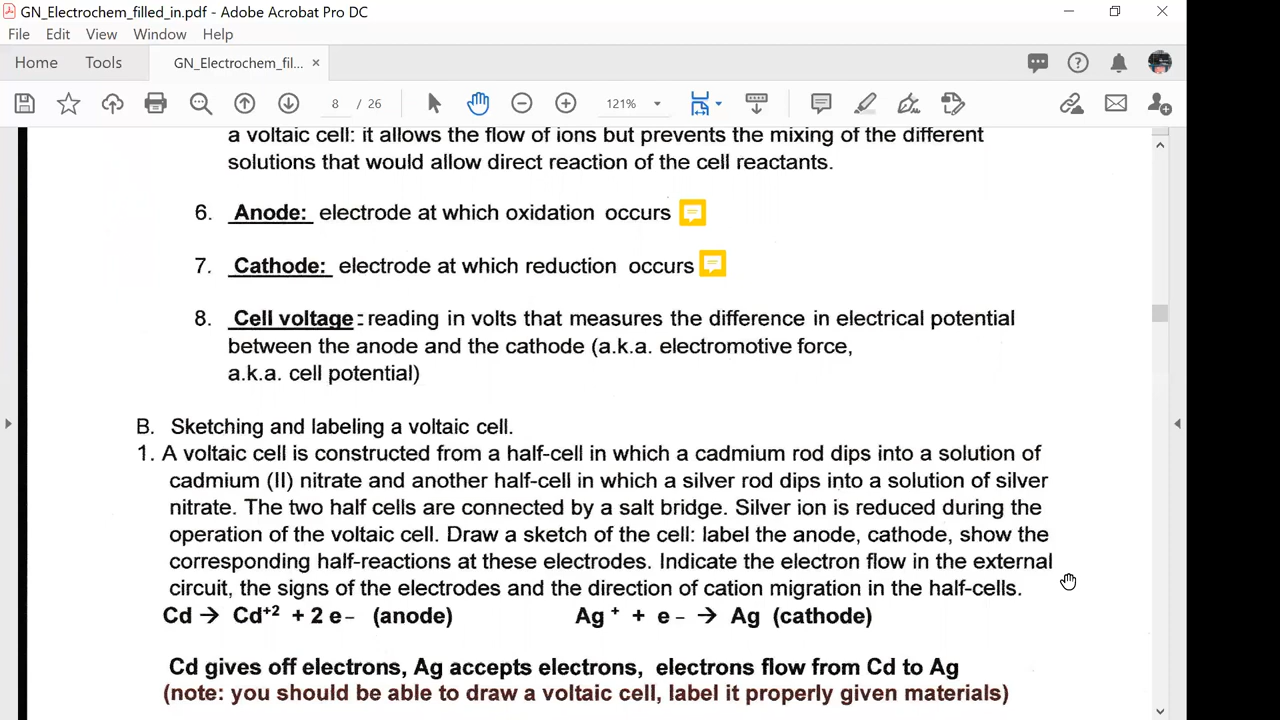 GN_Electrochem_filled_in.pdf - Adobe Acrobat Pro DC
File Edit View Window Help
Home Tools GN_Electrochem_fil... ×
8 / 26 121%
a voltaic cell: it allows the flow of ions but prevents the mixing of the different
solutions that would allow direct reaction of the cell reactants.
6. Anode: electrode at which oxidation occurs
7. Cathode: electrode at which reduction occurs
8. Cell voltage: reading in volts that measures the difference in electrical potential
between the anode and the cathode (a.k.a. electromotive force,
a.k.a. cell potential)
B. Sketching and labeling a voltaic cell.
1. A voltaic cell is constructed from a half-cell in which a cadmium rod dips into a solution of
cadmium (II) nitrate and another half-cell in which a silver rod dips into a solution of silver
nitrate. The two half cells are connected by a salt bridge. Silver ion is reduced during the
operation of the voltaic cell. Draw a sketch of the cell: label the anode, cathode, show the
corresponding half-reactions at these electrodes. Indicate the electron flow in the external
circuit, the signs of the electrodes and the direction of cation migration in the half-cells.
Cd → Cd⁺² + 2 e⁻ (anode) Ag⁺ + e⁻ → Ag (cathode)
Cd gives off electrons, Ag accepts electrons, electrons flow from Cd to Ag
(note: you should be able to draw a voltaic cell, label it properly given materials)